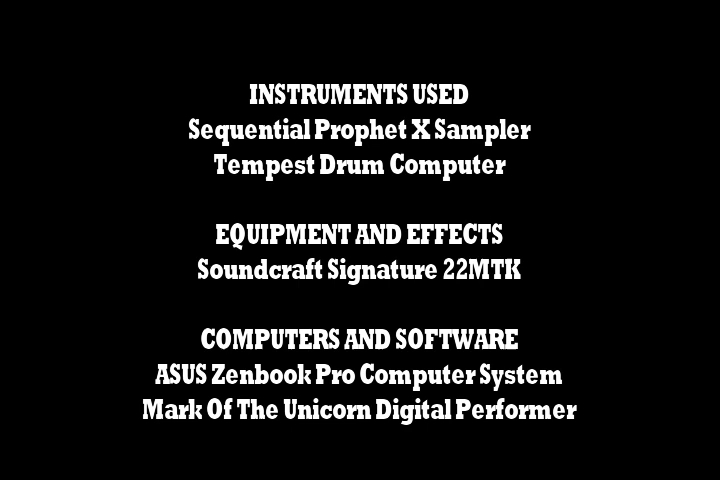 INSTRUMENTS USED
Sequential Prophet X Sampler
Tempest Drum Computer
EQUIPMENT AND EFFECTS
Soundcraft Signature 22MTK
COMPUTERS AND SOFTWARE
ASUS Zenbook Pro Computer System
Mark Of The Unicorn Digital Performer